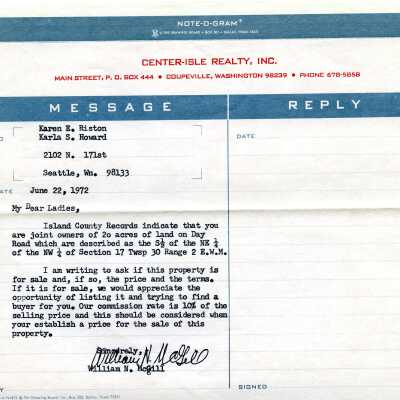 NOTE-O-GRAM®
CENTER-ISLE REALTY, INC.
MAIN STREET, P. O. BOX 444 • COUPEVILLE, WASHINGTON 98239 • PHONE 678-5858
MESSAGE
REPLY
Karen E. Riston
Karla S. Howard
2102 N. 171st
Seattle, Wn. 98133
DATE
ATE June 22, 1972
My Dear Ladies,
Island County Records indicate that you
are joint owners of 20 acres of land on Day
Road which are described as the S½ of the NE ¼
of the NW ¼ of Section 17 Twsp 30 Range 2 E.W.M.
I am writing to ask if this property is
for sale and, if so, the price and the terms.
If it is for sale, we would appreciate the
opportunity of listing it and trying to find a
buyer for you. Our commission rate is 10% of the
selling price and this should be considered when
your establish a price for the sale of this
property.
Sincerely,
William N. McGill
William N. McGill
SIGNED